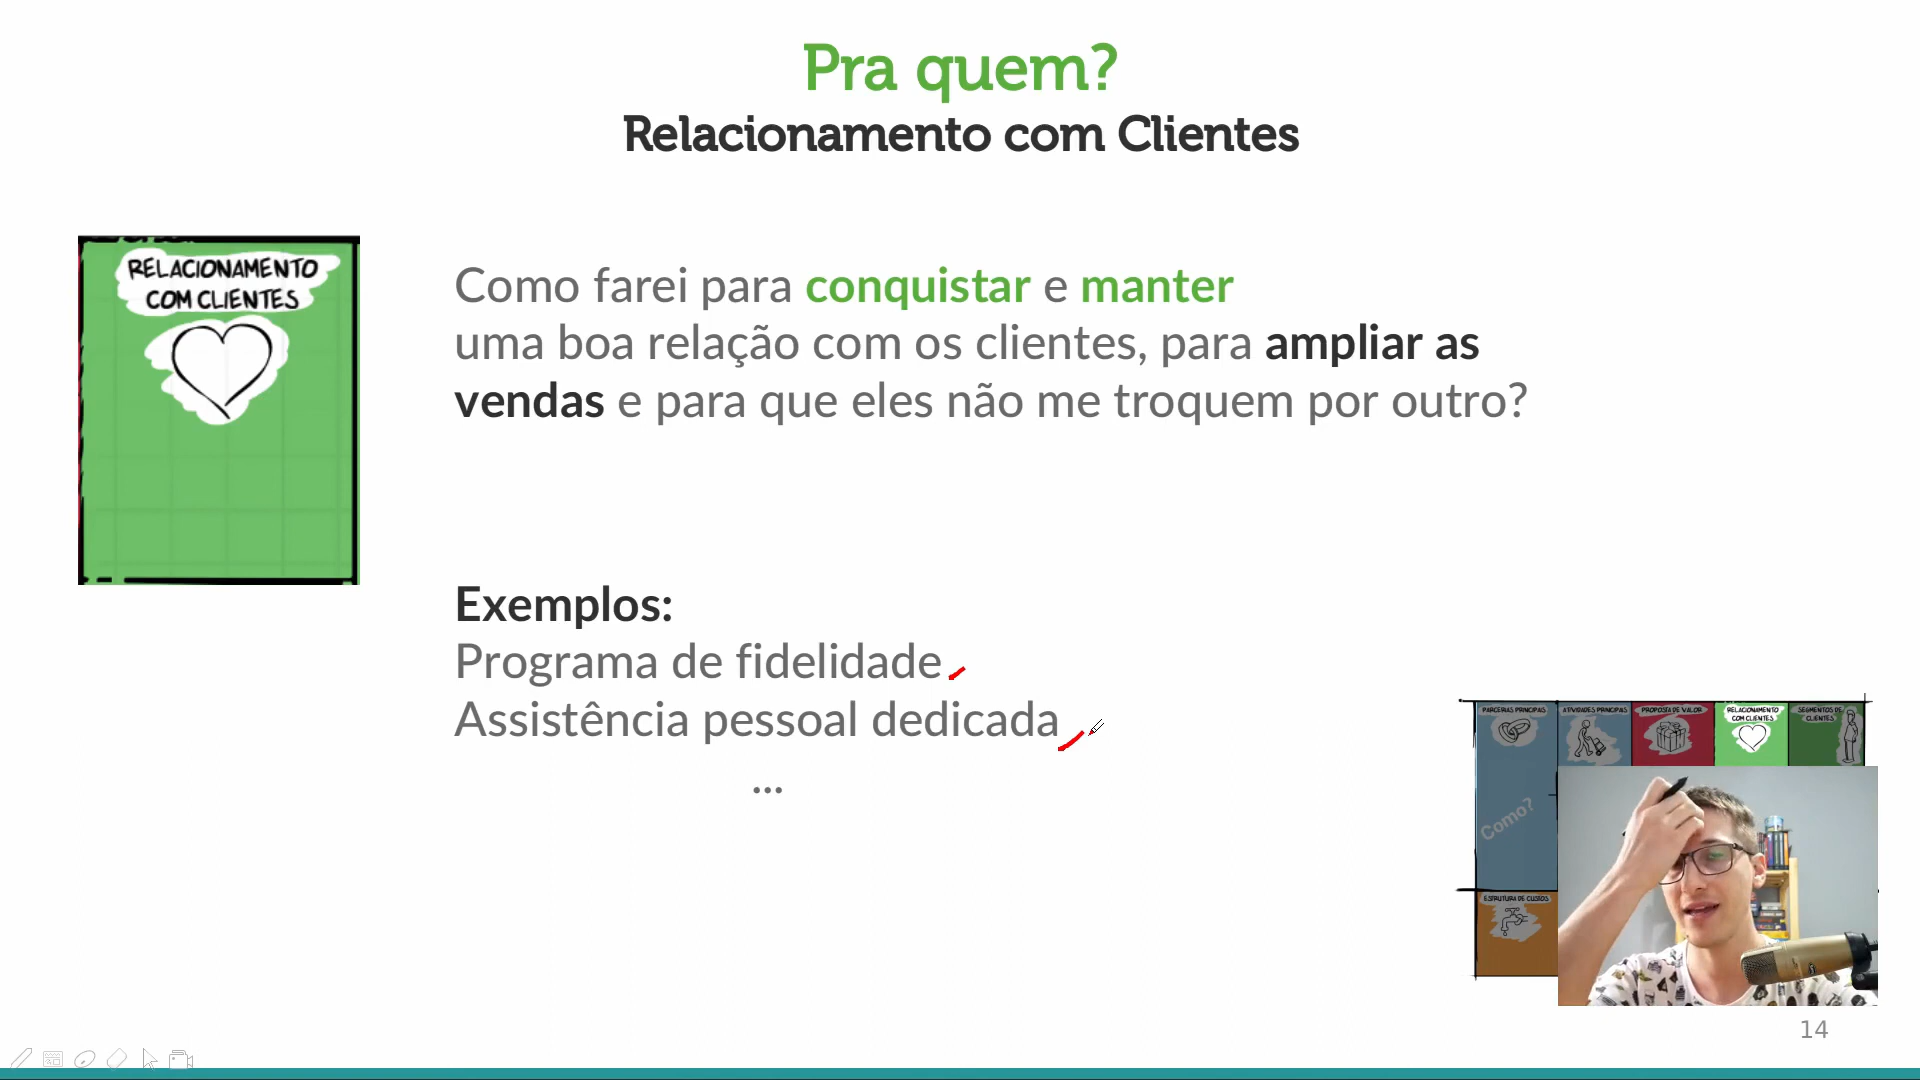 Pra quem?
Relacionamento com Clientes
RELACIONAMENTO
COM CLIENTES
Como farei para conquistar e manter
uma boa relação com os clientes, para ampliar as
vendas e para que eles não me troquem por outro?
Exemplos:
Programa de fidelidade
Assistência pessoal dedicada
...
PARCERIAS PRINCIPAIS
ATIVIDADES PRINCIPAIS
PROPOSTA DE VALOR
RELACIONAMENTO
COM CLIENTES
SEGMENTOS DE
CLIENTES
Como?
ESTRUTURA DE CUSTOS
14